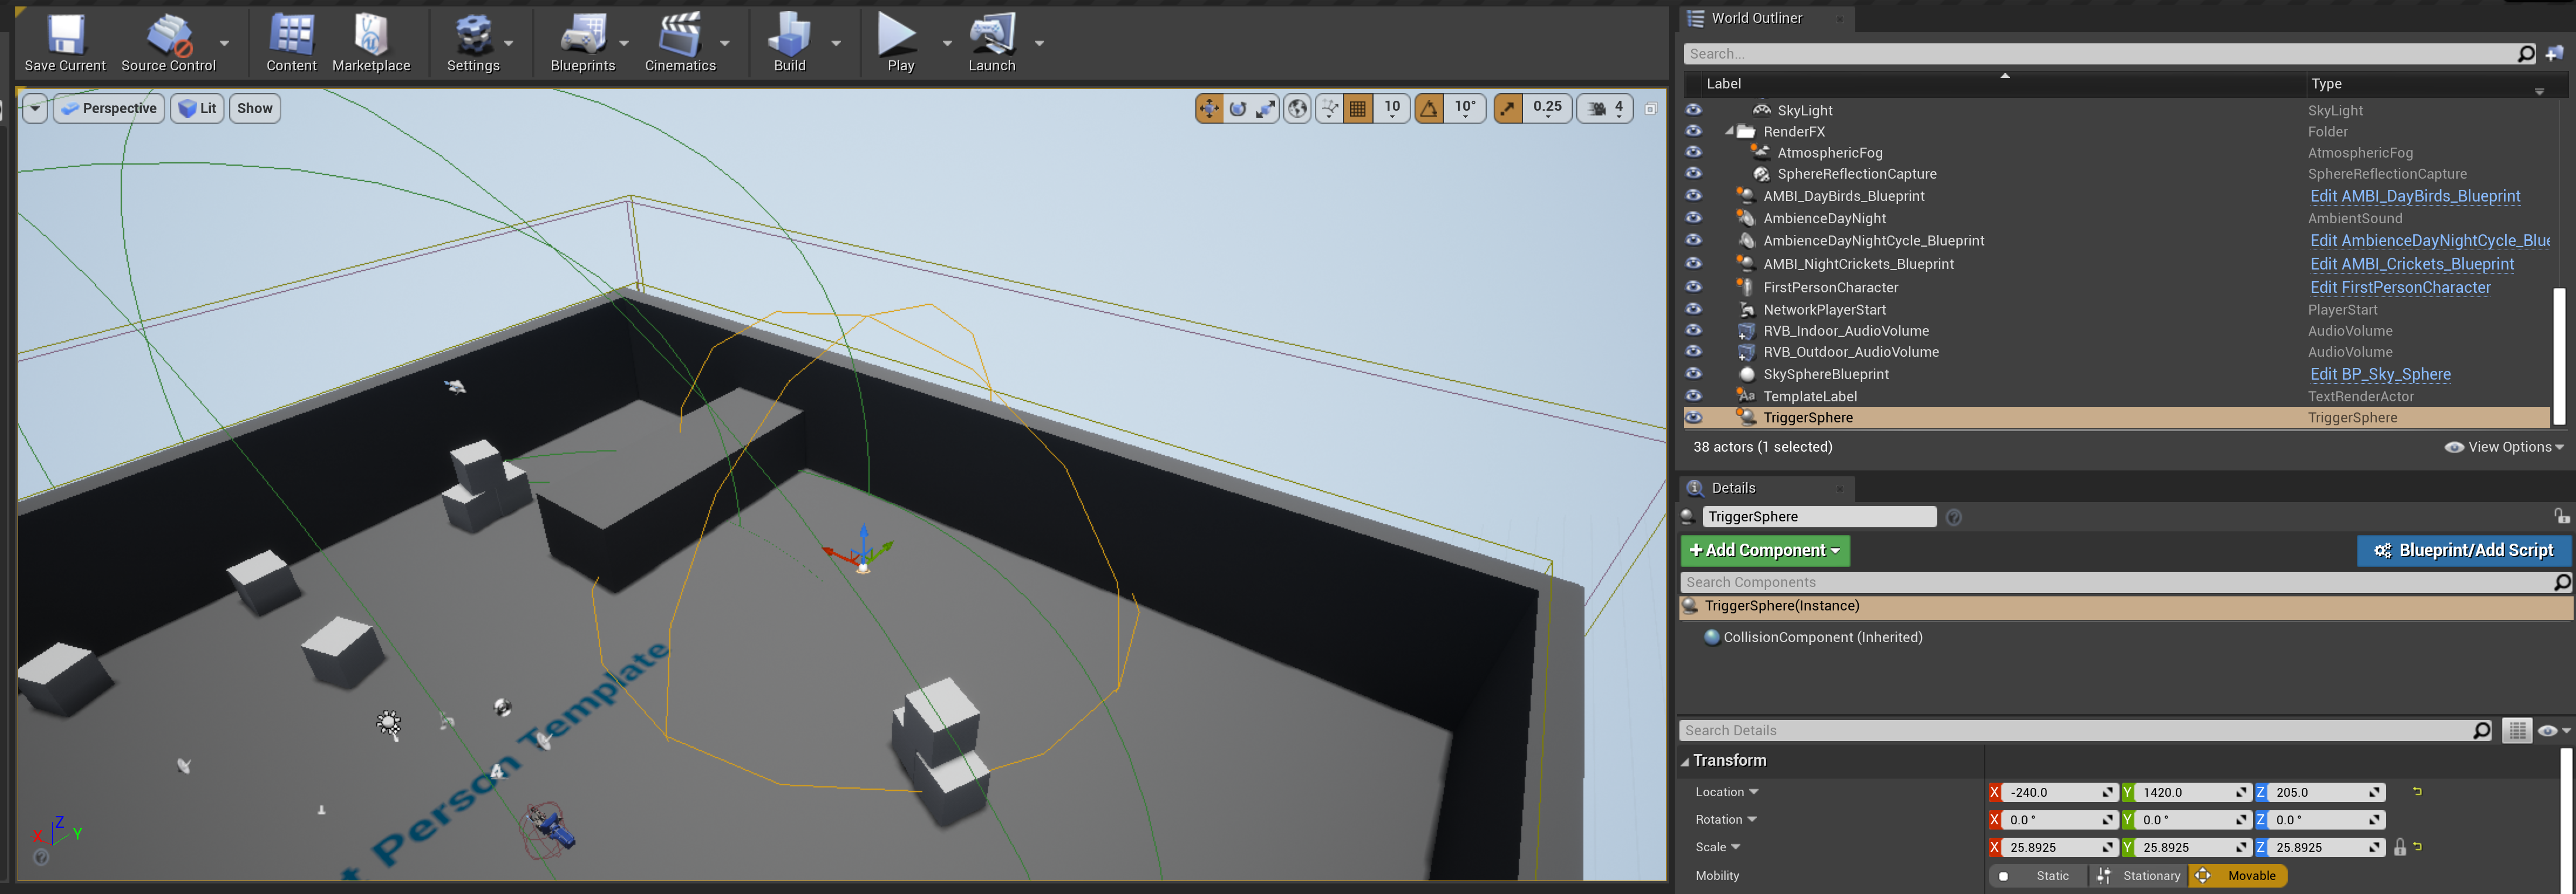 Save Current Source Control Content Marketplace Settings Blueprints Cinematics Build Play Launch
Perspective Lit Show 10 10° 0.25 4
t Person Template
X Z Y
World Outliner
Search...
Label Type
SkyLight SkyLight
RenderFX Folder
AtmosphericFog AtmosphericFog
SphereReflectionCapture SphereReflectionCapture
AMBI_DayBirds_Blueprint Edit AMBI_DayBirds_Blueprint
AmbienceDayNight AmbientSound
AmbienceDayNightCycle_Blueprint Edit AmbienceDayNightCycle_Blue
AMBI_NightCrickets_Blueprint Edit AMBI_Crickets_Blueprint
FirstPersonCharacter Edit FirstPersonCharacter
NetworkPlayerStart PlayerStart
RVB_Indoor_AudioVolume AudioVolume
RVB_Outdoor_AudioVolume AudioVolume
SkySphereBlueprint Edit BP_Sky_Sphere
TemplateLabel TextRenderActor
TriggerSphere TriggerSphere
38 actors (1 selected) View Options
Details
TriggerSphere
+ Add Component Blueprint/Add Script
Search Components
TriggerSphere(Instance)
CollisionComponent (Inherited)
Search Details
Transform
Location X -240.0 Y 1420.0 Z 205.0
Rotation X 0.0 ° Y 0.0 ° Z 0.0 °
Scale X 25.8925 Y 25.8925 Z 25.8925
Mobility Static Stationary Movable